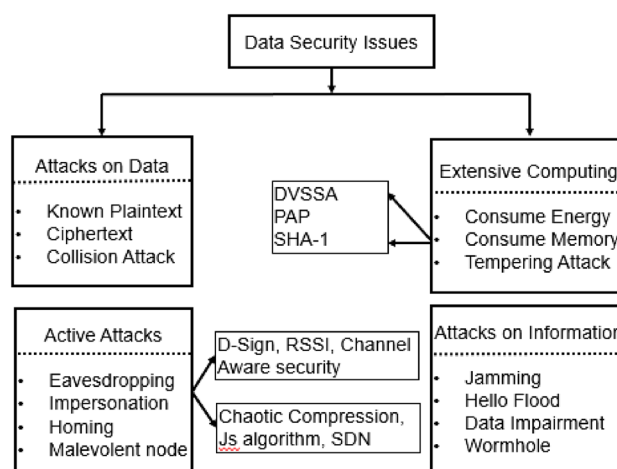 Data Security Issues
Attacks on Data
• Known Plaintext
• Ciphertext
• Collision Attack
DVSSA
PAP
SHA-1
Extensive Computing
• Consume Energy
• Consume Memory
• Tempering Attack
Active Attacks
• Eavesdropping
• Impersonation
• Homing
• Malevolent node
D-Sign, RSSI, Channel
Aware security
Chaotic Compression,
Js algorithm, SDN
Attacks on Information
• Jamming
• Hello Flood
• Data Impairment
• Wormhole